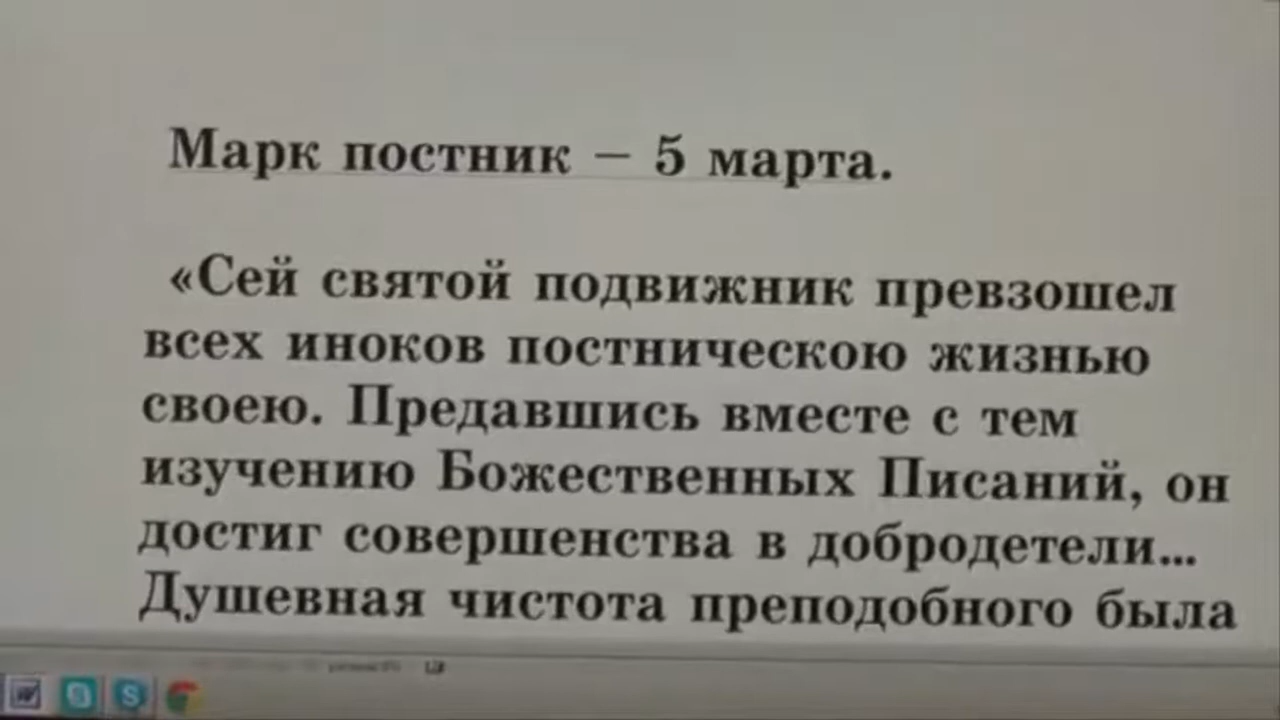 Марк постник – 5 марта.
«Сей святой подвижник превзошел
всех иноков постническою жизнью
своею. Предавшись вместе с тем
изучению Божественных Писаний, он
достиг совершенства в добродетели...
Душевная чистота преподобного была